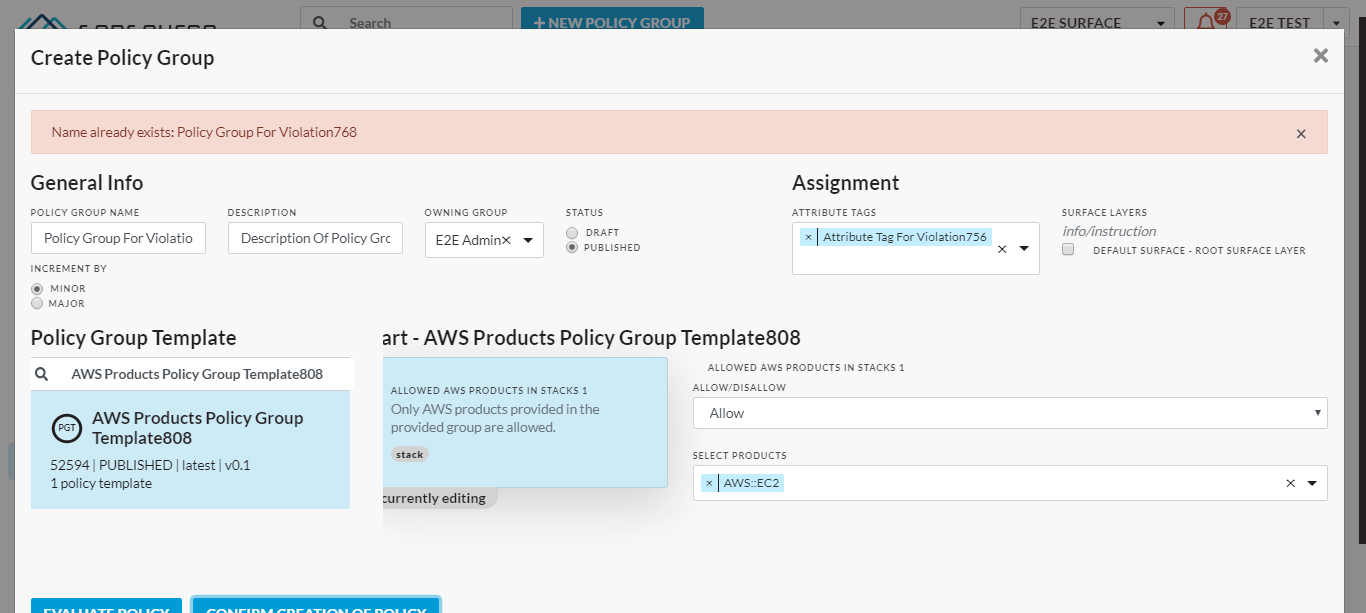 Search
+ NEW POLICY GROUP
E2E SURFACE
27
E2E TEST
Create Policy Group
Name already exists: Policy Group For Violation768
General Info
Assignment
POLICY GROUP NAME
DESCRIPTION
OWNING GROUP
STATUS
ATTRIBUTE TAGS
SURFACE LAYERS
Policy Group For Violatio
Description Of Policy Grc
E2E Admin×
DRAFT
PUBLISHED
× Attribute Tag For Violation756
info/instruction
DEFAULT SURFACE - ROOT SURFACE LAYER
INCREMENT BY
MINOR
MAJOR
Policy Group Template
art - AWS Products Policy Group Template808
AWS Products Policy Group Template808
PGT
AWS Products Policy Group
Template808
52594 | PUBLISHED | latest | v0.1
1 policy template
ALLOWED AWS PRODUCTS IN STACKS 1
Only AWS products provided in the
provided group are allowed.
stack
currently editing
ALLOWED AWS PRODUCTS IN STACKS 1
ALLOW/DISALLOW
Allow
SELECT PRODUCTS
× AWS::EC2
EVALUATE POLICY
CONFIRM CREATION OF POLICY